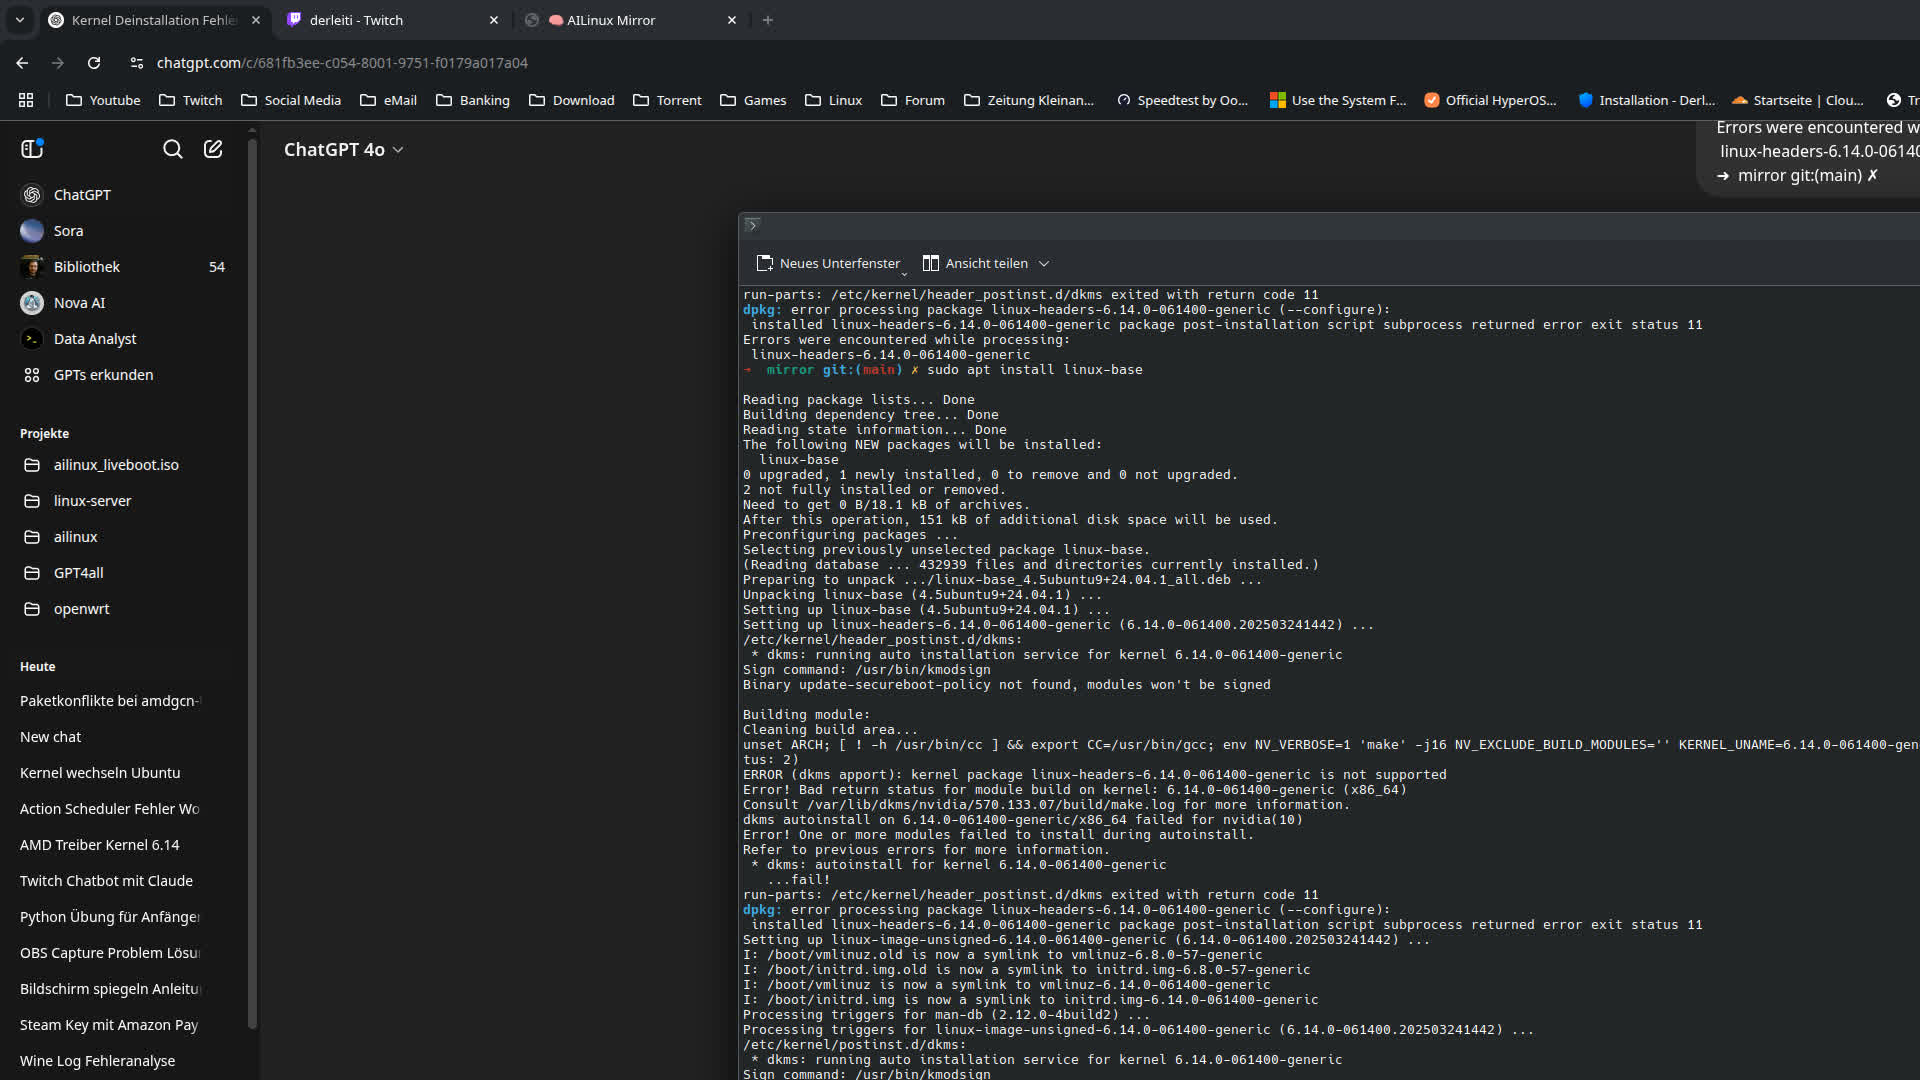 Kernel Deinstallation Fehle
derleiti - Twitch
AILinux Mirror
chatgpt.com/c/681fb3ee-c054-8001-9751-f0179a017a04
Youtube
Twitch
Social Media
eMail
Banking
Download
Torrent
Games
Linux
Forum
Zeitung Kleinan...
Speedtest by Oo...
Use the System F...
Official HyperOS...
Installation - Derl...
Startseite | Clou...
Tr
ChatGPT
Sora
Bibliothek 54
Nova AI
Data Analyst
GPTs erkunden
Projekte
ailinux_liveboot.iso
linux-server
ailinux
GPT4all
openwrt
Heute
Paketkonflikte bei amdgcn-
New chat
Kernel wechseln Ubuntu
Action Scheduler Fehler Wo
AMD Treiber Kernel 6.14
Twitch Chatbot mit Claude
Python Übung für Anfänger
OBS Capture Problem Lösu
Bildschirm spiegeln Anleitu
Steam Key mit Amazon Pay
Wine Log Fehleranalyse
ChatGPT 4o
Errors were encountered w
linux-headers-6.14.0-06140
➜ mirror git:(main) ✗
Neues Unterfenster
Ansicht teilen
run-parts: /etc/kernel/header_postinst.d/dkms exited with return code 11
dpkg: error processing package linux-headers-6.14.0-061400-generic (--configure):
installed linux-headers-6.14.0-061400-generic package post-installation script subprocess returned error exit status 11
Errors were encountered while processing:
linux-headers-6.14.0-061400-generic
➜ mirror git:(main) ✗ sudo apt install linux-base
Reading package lists... Done
Building dependency tree... Done
Reading state information... Done
The following NEW packages will be installed:
linux-base
0 upgraded, 1 newly installed, 0 to remove and 0 not upgraded.
2 not fully installed or removed.
Need to get 0 B/18.1 kB of archives.
After this operation, 151 kB of additional disk space will be used.
Preconfiguring packages ...
Selecting previously unselected package linux-base.
(Reading database ... 432939 files and directories currently installed.)
Preparing to unpack .../linux-base_4.5ubuntu9+24.04.1_all.deb ...
Unpacking linux-base (4.5ubuntu9+24.04.1) ...
Setting up linux-base (4.5ubuntu9+24.04.1) ...
Setting up linux-headers-6.14.0-061400-generic (6.14.0-061400.202503241442) ...
/etc/kernel/header_postinst.d/dkms:
* dkms: running auto installation service for kernel 6.14.0-061400-generic
Sign command: /usr/bin/kmodsign
Binary update-secureboot-policy not found, modules won't be signed
Building module:
Cleaning build area...
unset ARCH; [ ! -h /usr/bin/cc ] && export CC=/usr/bin/gcc; env NV_VERBOSE=1 'make' -j16 NV_EXCLUDE_BUILD_MODULES='' KERNEL_UNAME=6.14.0-061400-gen
tus: 2)
ERROR (dkms apport): kernel package linux-headers-6.14.0-061400-generic is not supported
Error! Bad return status for module build on kernel: 6.14.0-061400-generic (x86_64)
Consult /var/lib/dkms/nvidia/570.133.07/build/make.log for more information.
dkms autoinstall on 6.14.0-061400-generic/x86_64 failed for nvidia(10)
Error! One or more modules failed to install during autoinstall.
Refer to previous errors for more information.
* dkms: autoinstall for kernel 6.14.0-061400-generic
...fail!
run-parts: /etc/kernel/header_postinst.d/dkms exited with return code 11
dpkg: error processing package linux-headers-6.14.0-061400-generic (--configure):
installed linux-headers-6.14.0-061400-generic package post-installation script subprocess returned error exit status 11
Setting up linux-image-unsigned-6.14.0-061400-generic (6.14.0-061400.202503241442) ...
I: /boot/vmlinuz.old is now a symlink to vmlinuz-6.8.0-57-generic
I: /boot/initrd.img.old is now a symlink to initrd.img-6.8.0-57-generic
I: /boot/vmlinuz is now a symlink to vmlinuz-6.14.0-061400-generic
I: /boot/initrd.img is now a symlink to initrd.img-6.14.0-061400-generic
Processing triggers for man-db (2.12.0-4build2) ...
Processing triggers for linux-image-unsigned-6.14.0-061400-generic (6.14.0-061400.202503241442) ...
/etc/kernel/postinst.d/dkms:
* dkms: running auto installation service for kernel 6.14.0-061400-generic
Sign command: /usr/bin/kmodsign